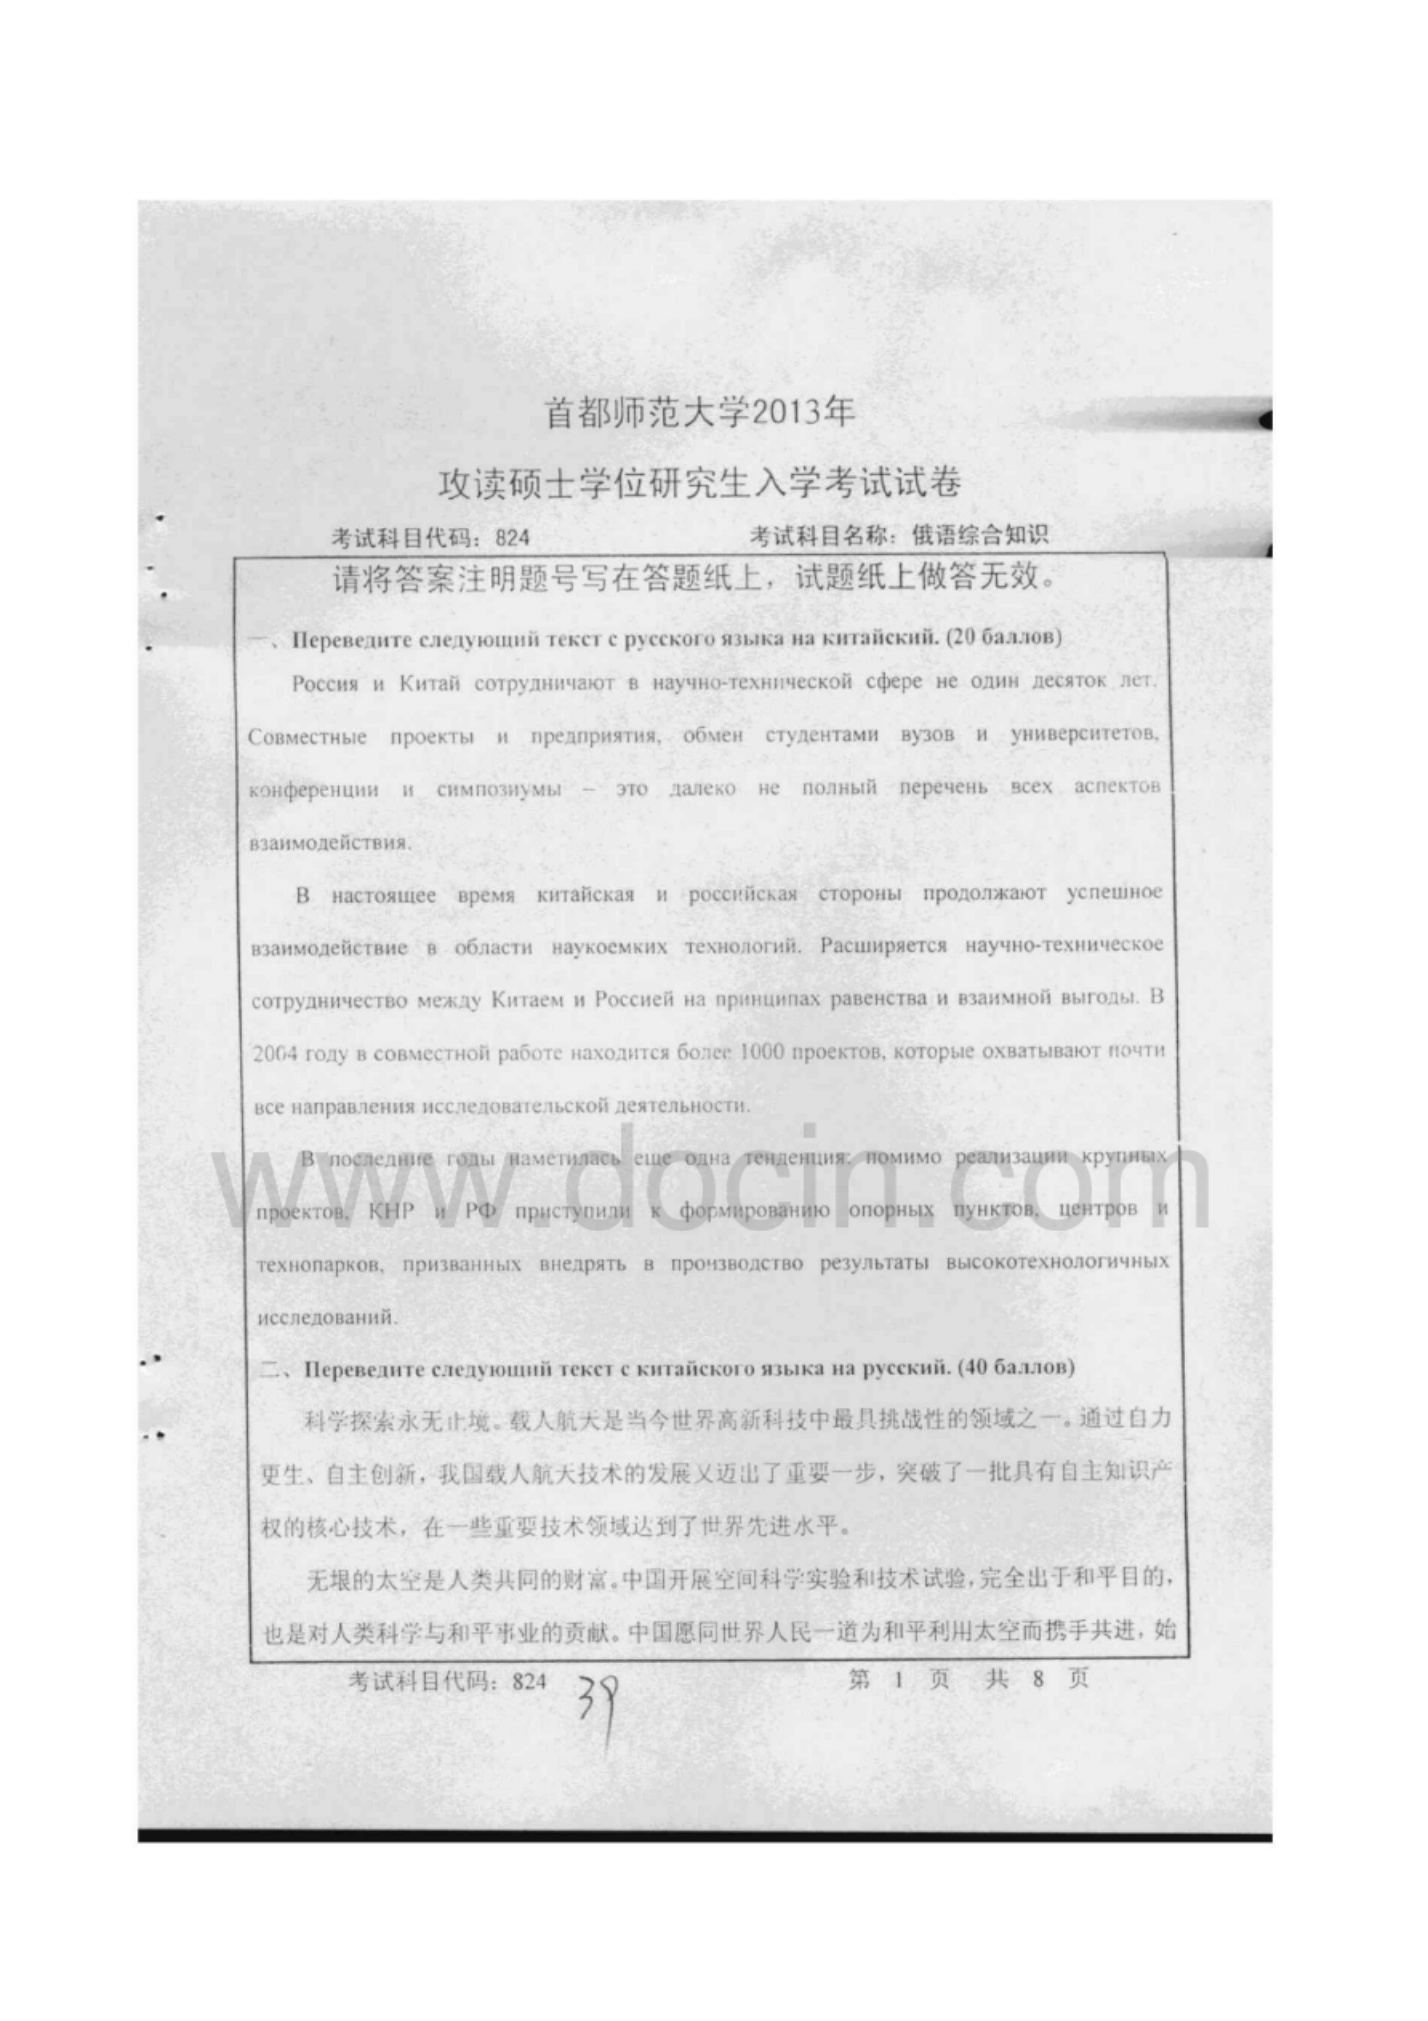 首都师范大学2013年
攻读硕士学位研究生入学考试试卷
考试科目代码：824 考试科目名称：俄语综合知识
请将答案注明题号写在答题纸上，试题纸上做答无效。
一、Переведите следующий текст с русского языка на китайский. (20 баллов)
Россия и Китай сотрудничают в научно-технической сфере не один десяток лет.
Совместные проекты и предприятия, обмен студентами вузов и университетов,
конференции и симпозиумы – это далеко не полный перечень всех аспектов
взаимодействия.
В настоящее время китайская и российская стороны продолжают успешное
взаимодействие в области наукоемких технологий. Расширяется научно-техническое
сотрудничество между Китаем и Россией на принципах равенства и взаимной выгоды. В
2004 году в совместной работе находится более 1000 проектов, которые охватывают почти
все направления исследовательской деятельности.
В последние годы наметилась еще одна тенденция: помимо реализации крупных
проектов, КНР и РФ приступили к формированию опорных пунктов, центров и
технопарков, призванных внедрять в производство результаты высокотехнологичных
исследований.
二、Переведите следующий текст с китайского языка на русский. (40 баллов)
科学探索永无止境。载人航天是当今世界高新科技中最具挑战性的领域之一。通过自力
更生、自主创新，我国载人航天技术的发展又迈出了重要一步，突破了一批具有自主知识产
权的核心技术，在一些重要技术领域达到了世界先进水平。
无垠的太空是人类共同的财富。中国开展空间科学实验和技术试验，完全出于和平目的，
也是对人类科学与和平事业的贡献。中国愿同世界人民一道为和平利用太空而携手共进，始
考试科目代码：824 39 第 1 页 共 8 页
www.docin.com